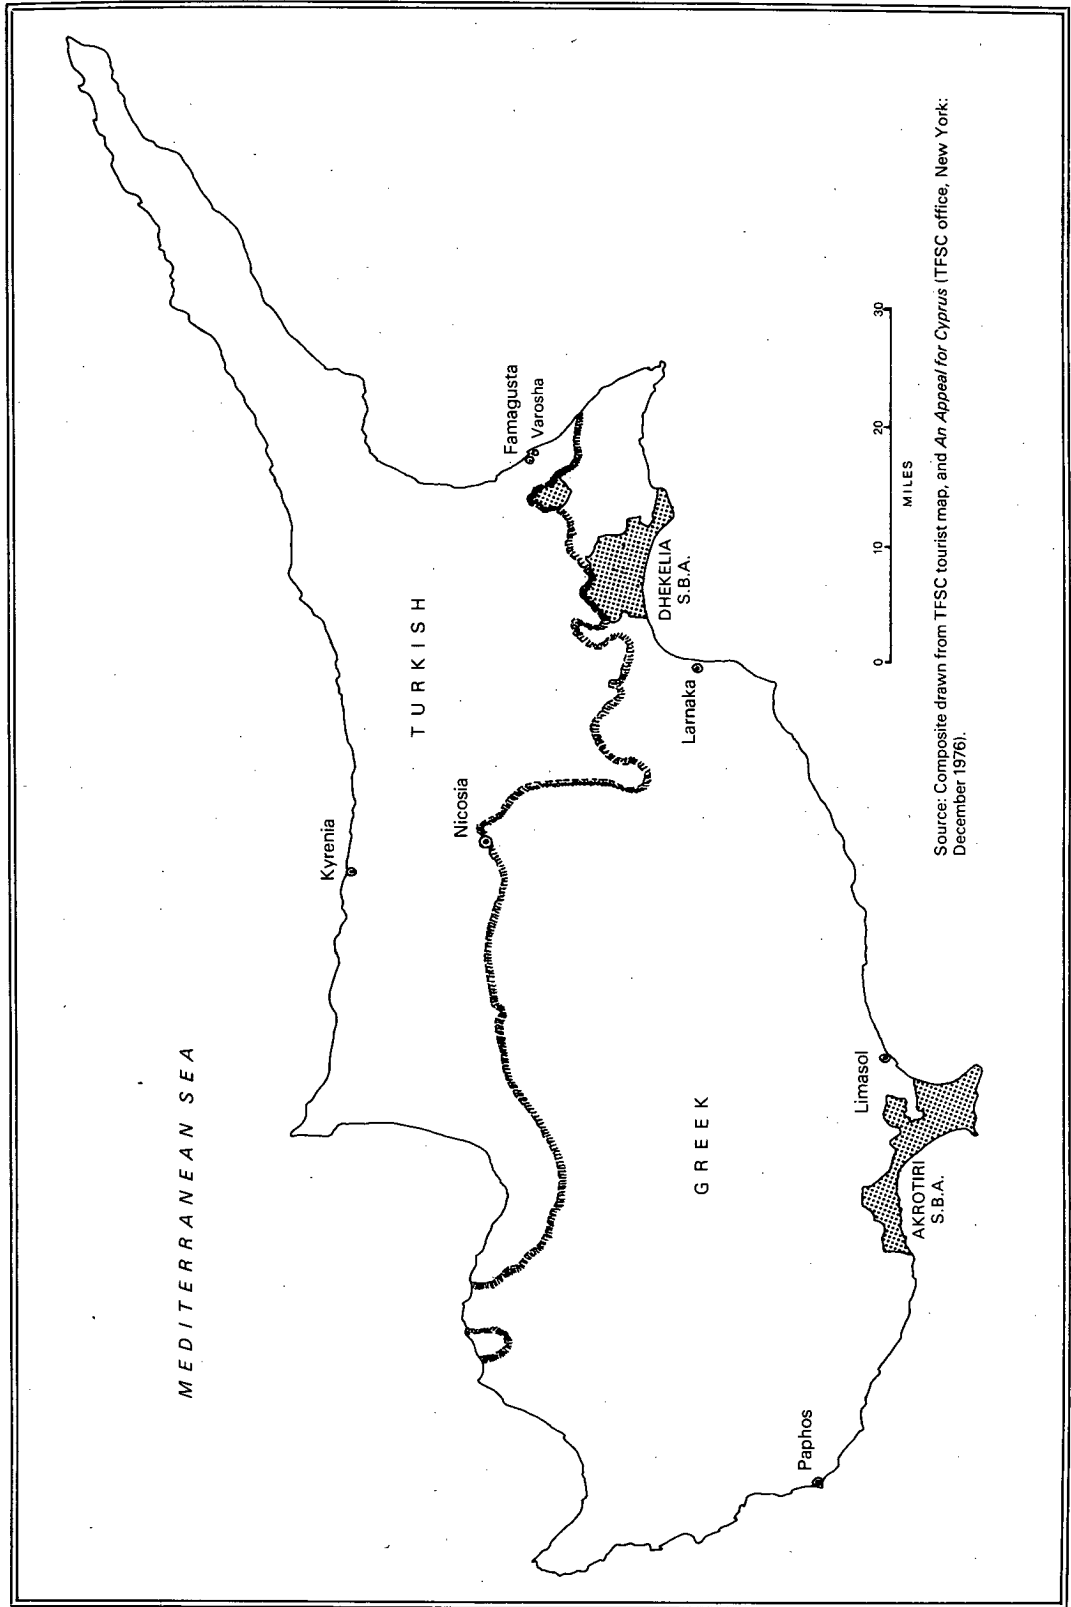 MEDITERRANEAN SEA
Kyrenia
TURKISH
Nicosia
Famagusta
Varosha
DHEKELIA
S.B.A.
Larnaka
GREEK
Limasol
AKROTIRI
S.B.A.
Paphos
0 10 20 30
MILES
Source: Composite drawn from TFSC tourist map, and An Appeal for Cyprus (TFSC office, New York:
December 1976).